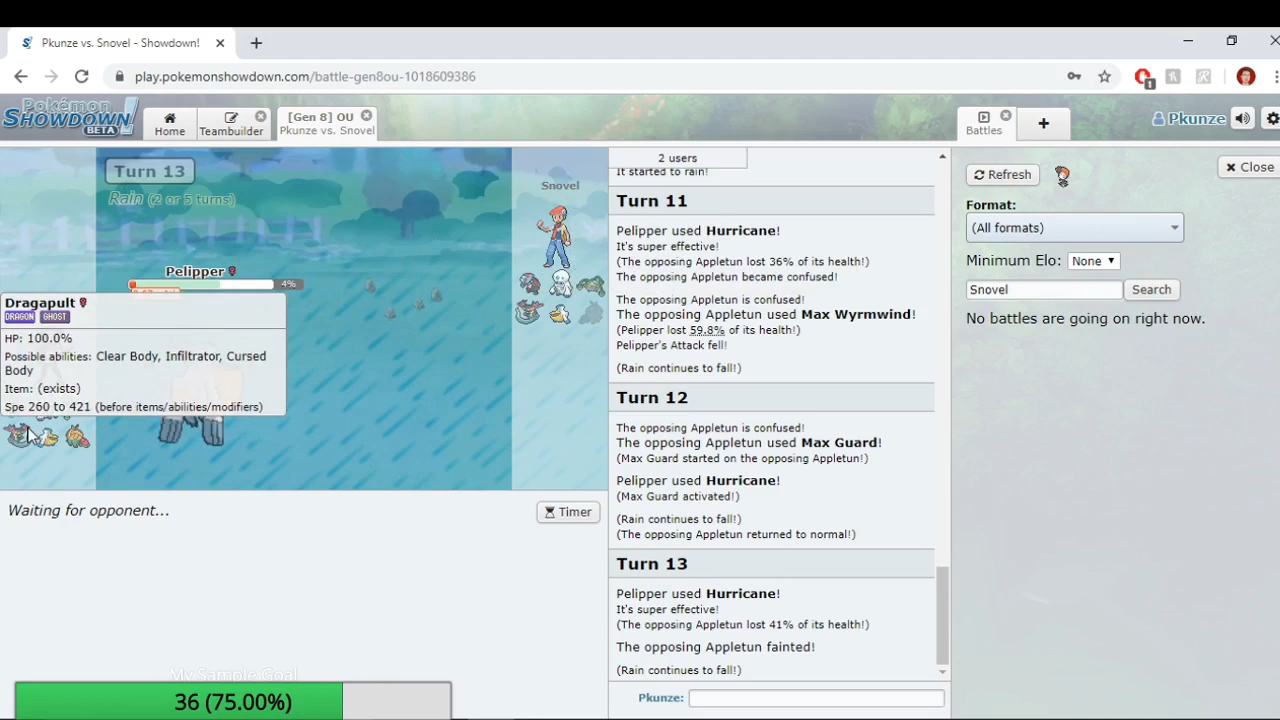 Pkunze vs. Snovel - Showdown!
play.pokemonshowdown.com/battle-gen8ou-1018609386
1
Pokémon
Showdown!
BETA
Home
Teambuilder
[Gen 8] OU
Pkunze vs. Snovel
Battles
Pkunze
Turn 13
Rain (2 or 5 turns)
Snovel
Pelipper
4%
Dragapult
DRAGON GHOST
HP: 100.0%
Possible abilities: Clear Body, Infiltrator, Cursed
Body
Item: (exists)
Spe 260 to 421 (before items/abilities/modifiers)
Waiting for opponent...
Timer
My Sample Goal
36 (75.00%)
2 users
It started to rain!
Turn 11
Pelipper used Hurricane!
It's super effective!
(The opposing Appletun lost 36% of its health!)
The opposing Appletun became confused!
The opposing Appletun is confused!
The opposing Appletun used Max Wyrmwind!
(Pelipper lost 59.8% of its health!)
Pelipper's Attack fell!
(Rain continues to fall!)
Turn 12
The opposing Appletun is confused!
The opposing Appletun used Max Guard!
(Max Guard started on the opposing Appletun!)
Pelipper used Hurricane!
(Max Guard activated!)
(Rain continues to fall!)
(The opposing Appletun returned to normal!)
Turn 13
Pelipper used Hurricane!
It's super effective!
(The opposing Appletun lost 41% of its health!)
The opposing Appletun fainted!
(Rain continues to fall!)
Pkunze:
Refresh
Close
Format:
(All formats)
Minimum Elo: None
Snovel
Search
No battles are going on right now.